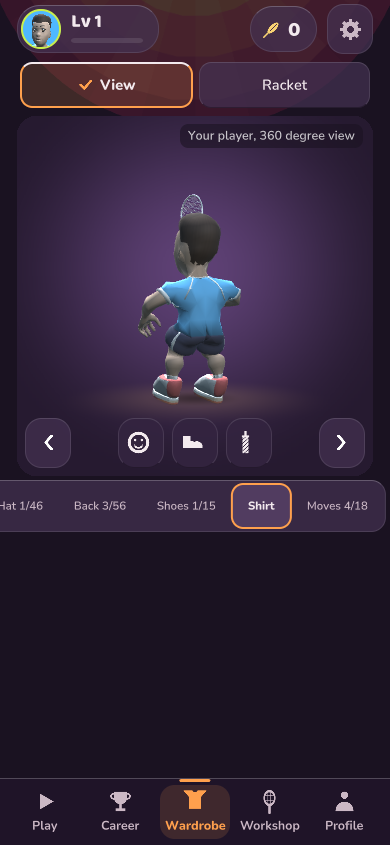 Lv 1
0
View
Racket
Your player, 360 degree view
Hat 1/46
Back 3/56
Shoes 1/15
Shirt
Moves 4/18
Play
Career
Wardrobe
Workshop
Profile